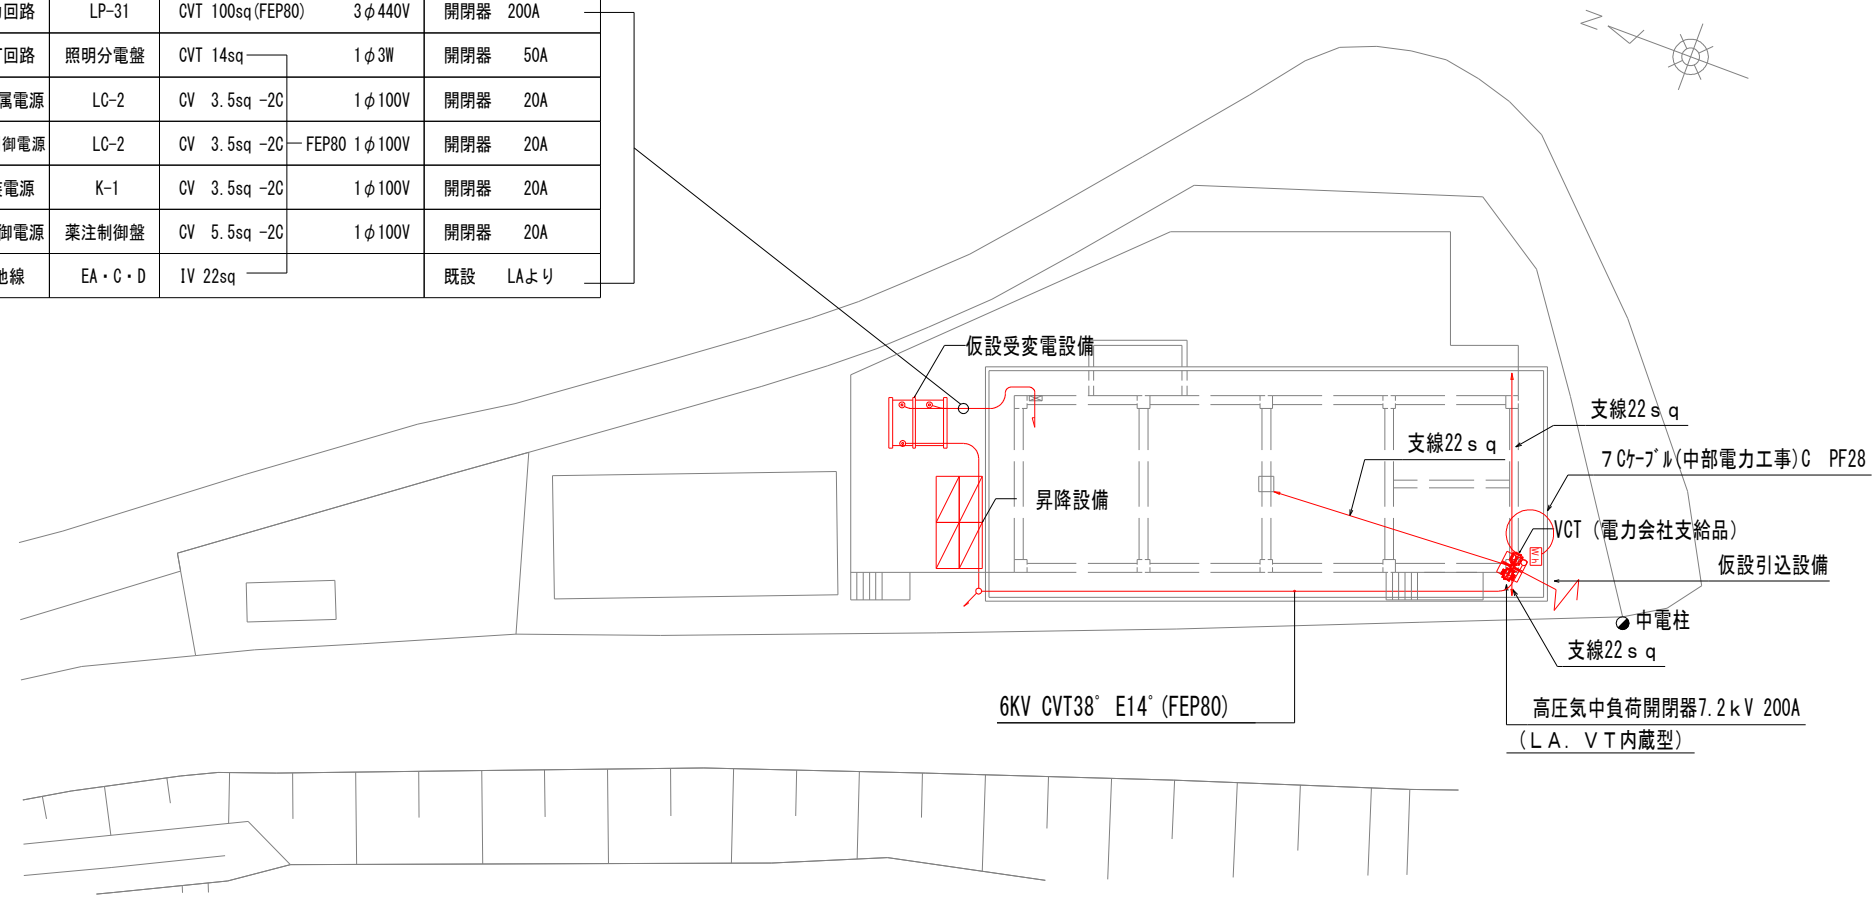 回路 LP-31 CVT 100sq(FEP80) 3φ440V 開閉器 200A
回路 照明分電盤 CVT 14sq 1φ3W 開閉器 50A
属電源 LC-2 CV 3.5sq -2C 1φ100V 開閉器 20A
御電源 LC-2 CV 3.5sq -2C FEP80 1φ100V 開閉器 20A
電源 K-1 CV 3.5sq -2C 1φ100V 開閉器 20A
御電源 薬注制御盤 CV 5.5sq -2C 1φ100V 開閉器 20A
線 EA・C・D IV 22sq 既設 LAより
N
仮設受変電設備
支線22sq
支線22sq
7Cケーブル(中部電力工事)C PF28
昇降設備
VCT (電力会社支給品)
Wh
仮設引込設備
中電柱
支線22sq
6KV CVT38° E14°(FEP80)
高圧気中負荷開閉器7.2kV 200A
(LA. VT内蔵型)